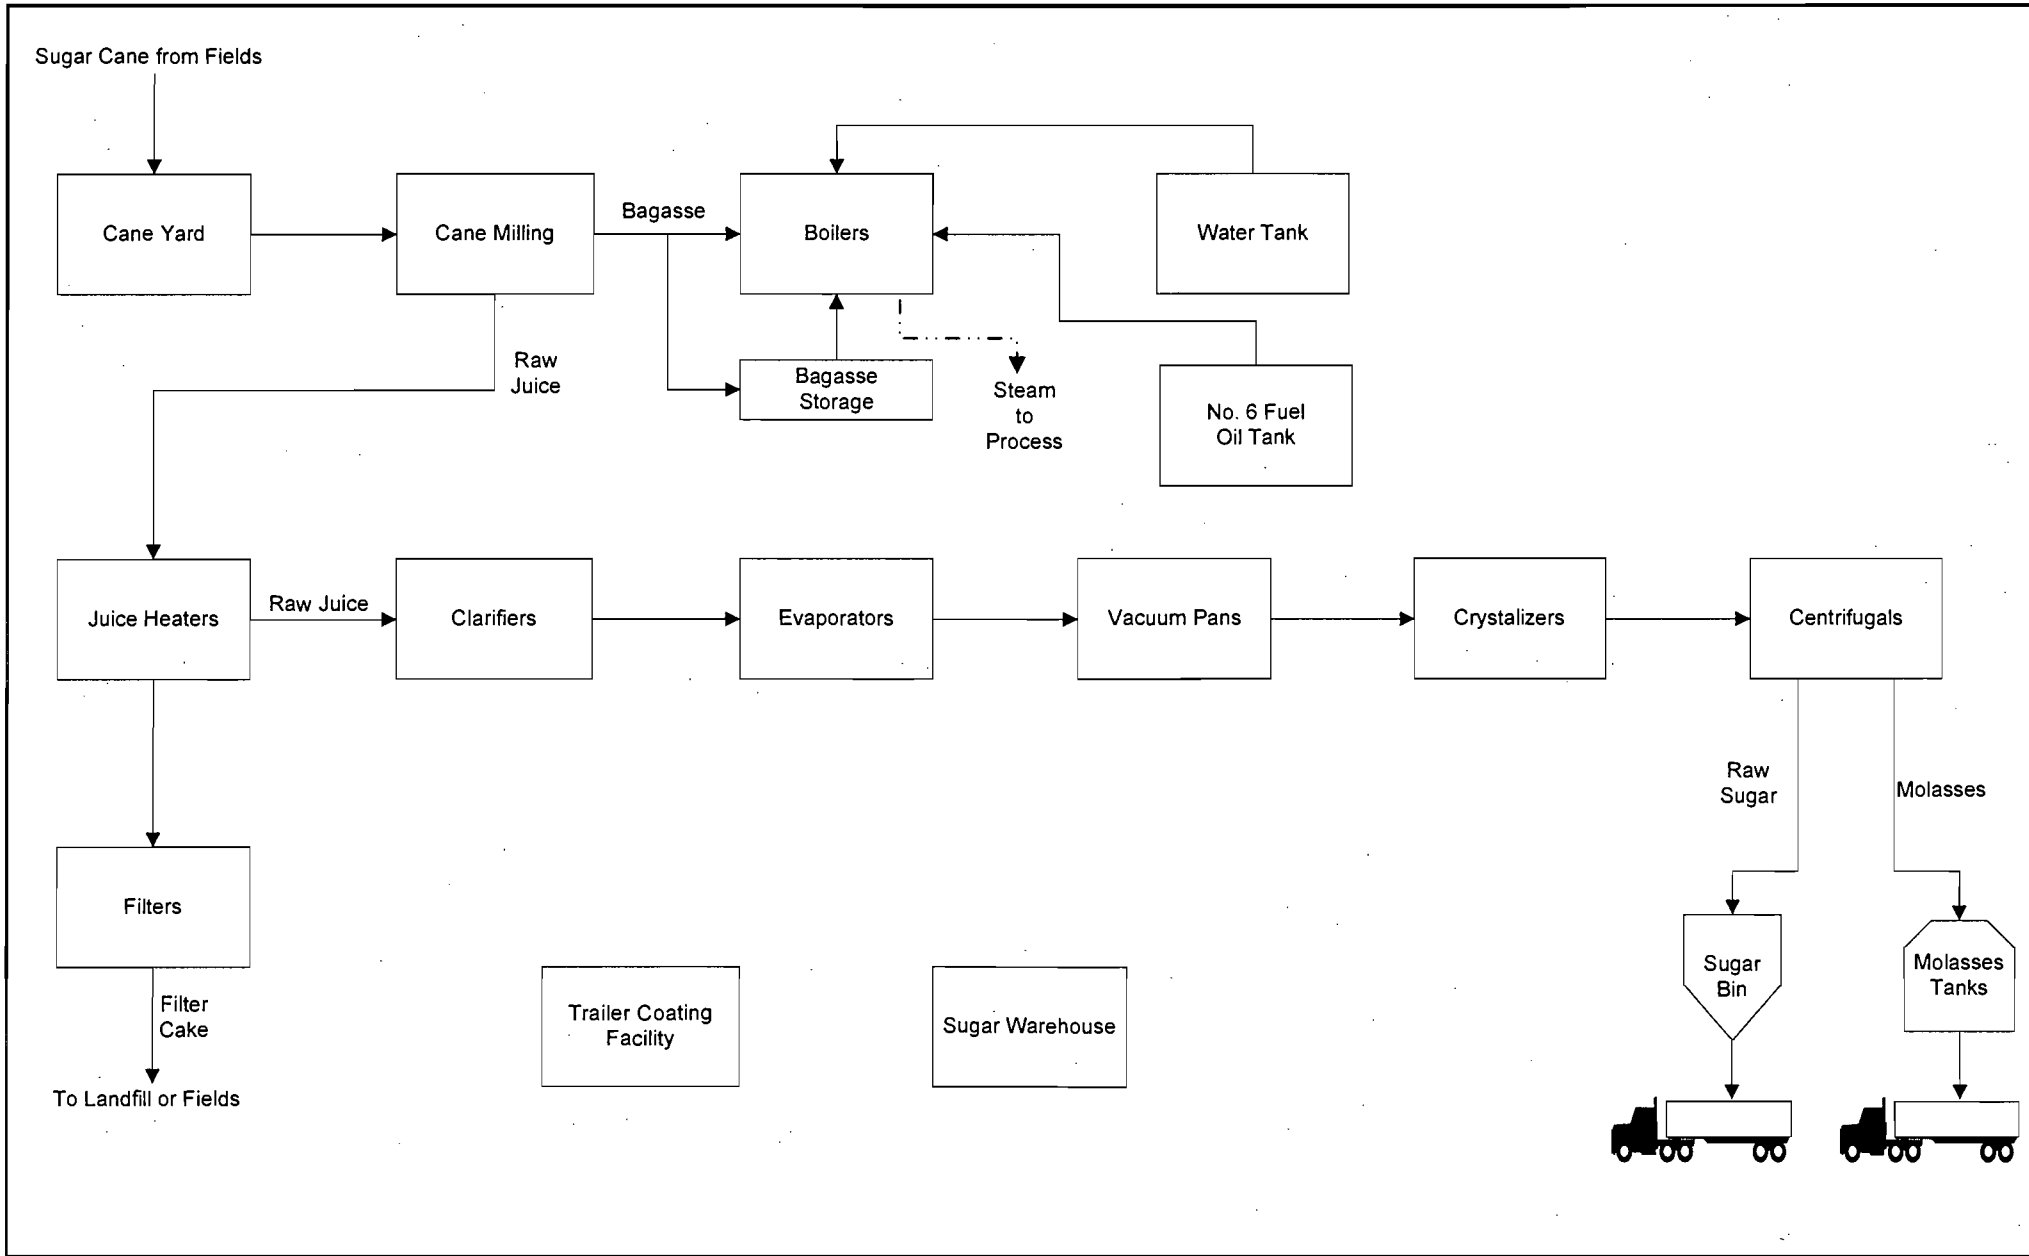 Sugar Cane from Fields
Cane Yard
Cane Milling
Bagasse
Boilers
Water Tank
Raw
Juice
Bagasse
Storage
Steam
to
Process
No. 6 Fuel
Oil Tank
Juice Heaters
Raw Juice
Clarifiers
Evaporators
Vacuum Pans
Crystalizers
Centrifugals
Raw
Sugar
Molasses
Filters
Filter
Cake
To Landfill or Fields
Trailer Coating
Facility
Sugar Warehouse
Sugar
Bin
Molasses
Tanks